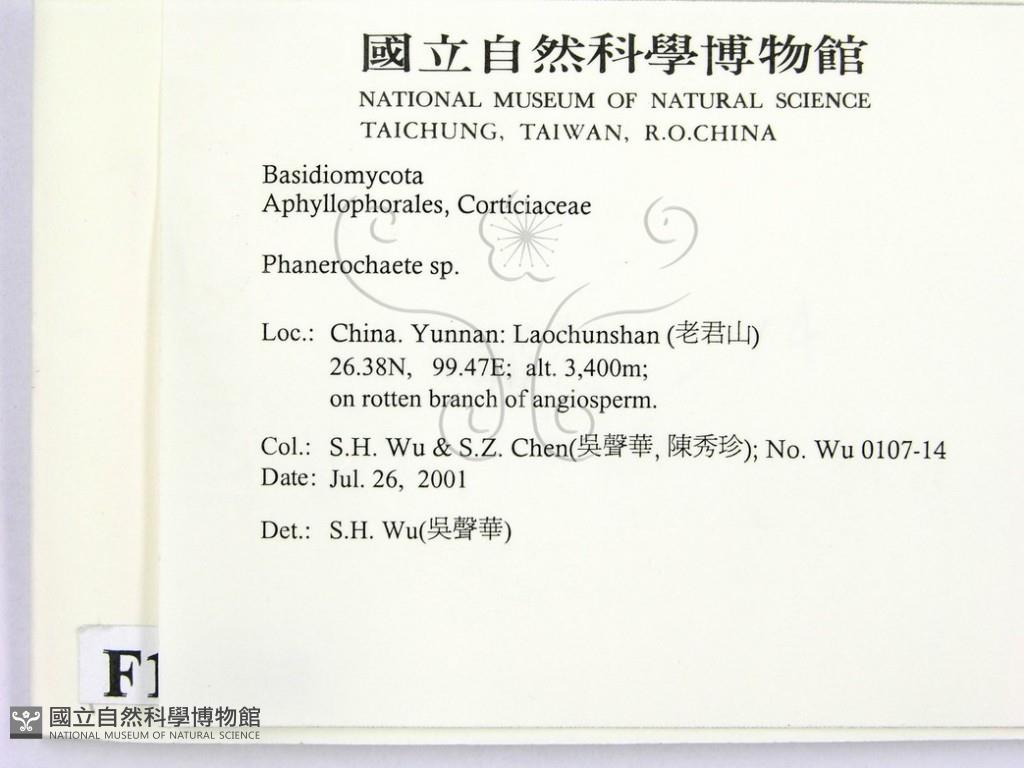 國立自然科學博物館
NATIONAL MUSEUM OF NATURAL SCIENCE
TAICHUNG, TAIWAN, R.O.CHINA
Basidiomycota
Aphyllophorales, Corticiaceae
Phanerochaete sp.
Loc.: China. Yunnan: Laochunshan (老君山)
26.38N, 99.47E; alt. 3,400m;
on rotten branch of angiosperm.
Col.: S.H. Wu & S.Z. Chen(吳聲華, 陳秀珍); No. Wu 0107-14
Date: Jul. 26, 2001
Det.: S.H. Wu(吳聲華)
F1
國立自然科學博物館
NATIONAL MUSEUM OF NATURAL SCIENCE